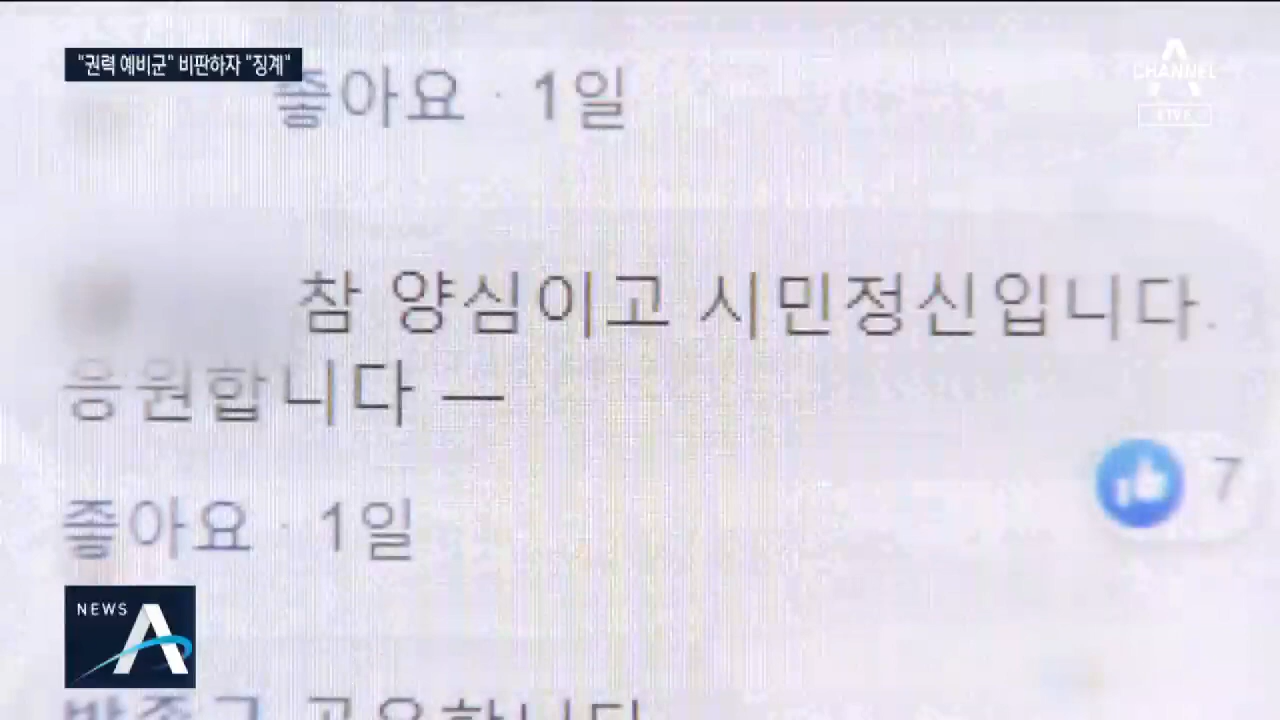 "권력 예비군" 비판하자 "징계"
CHANNEL
LIVE
좋아요 · 1일
참 양심이고 시민정신입니다.
응원합니다 —
7
좋아요 · 1일
NEWS